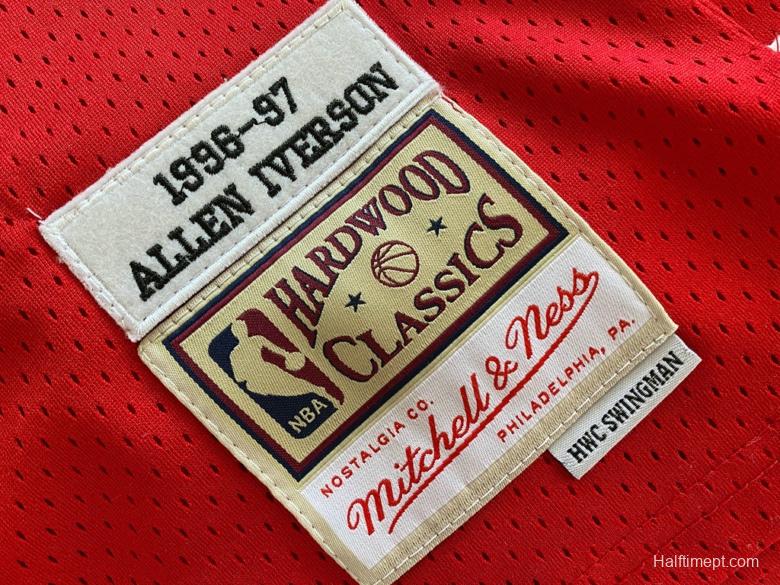 1996-97
ALLEN IVERSON
HARDWOOD
CLASSICS
NBA
NOSTALGIA CO.
Mitchell & Ness
PHILADELPHIA, PA.
HWC SWINGMAN
Halftimept.com